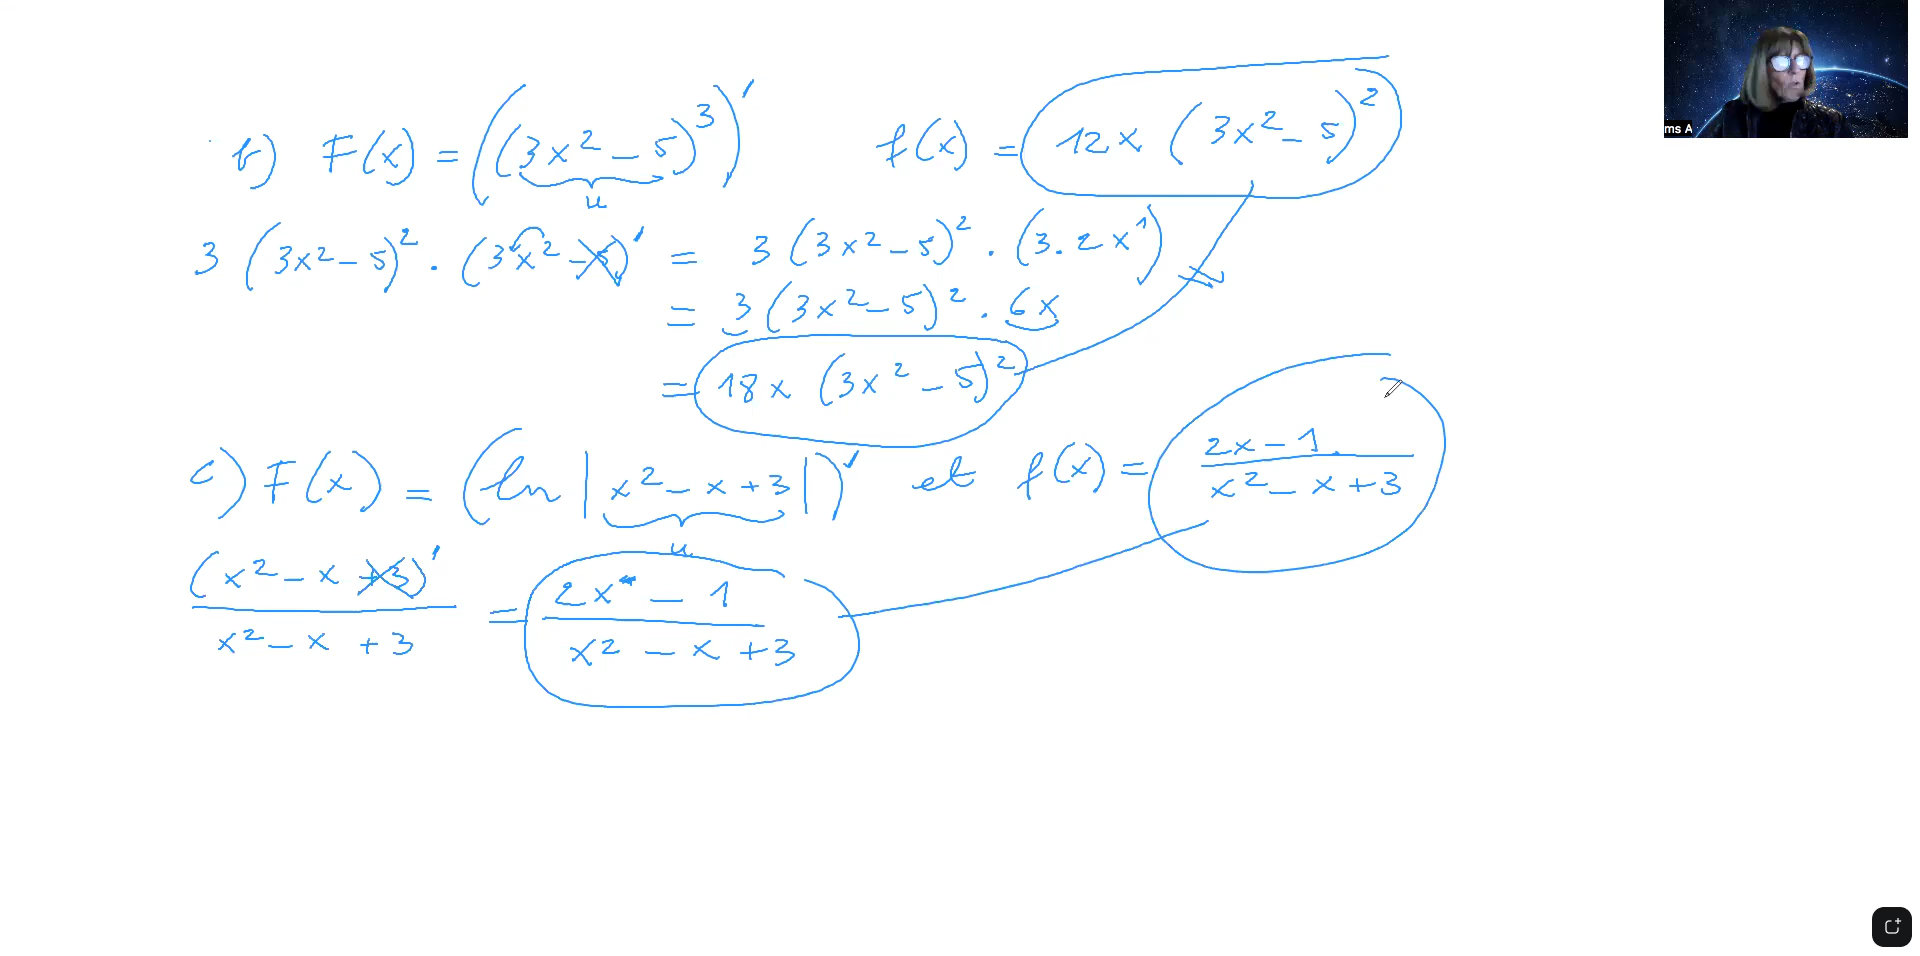 b) F(x) = ((3x² - 5)³)' f(x) = 12x (3x² - 5)²
u
3 (3x² - 5)² · (3x² - 5)' = 3 (3x² - 5)² · (3 · 2x¹)
= 3 (3x² - 5)² · 6x
= 18x (3x² - 5)²
c) F(x) = (ln |x² - x + 3|)' et f(x) = (2x - 1)/(x² - x + 3)
u
(x² - x + 3)'/(x² - x + 3) = (2x - 1)/(x² - x + 3)
ms A